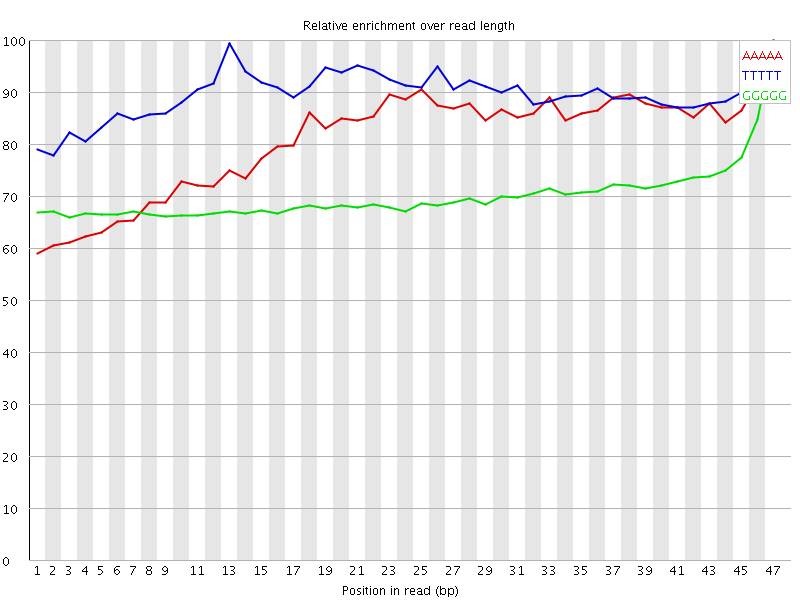 Relative enrichment over read length
100
90
80
70
60
50
40
30
20
10
0
AAAAA
TTTTT
GGGGG
1 2 3 4 5 6 7 8 9 11 13 15 17 19 21 23 25 27 29 31 33 35 37 39 41 43 45 47
Position in read (bp)